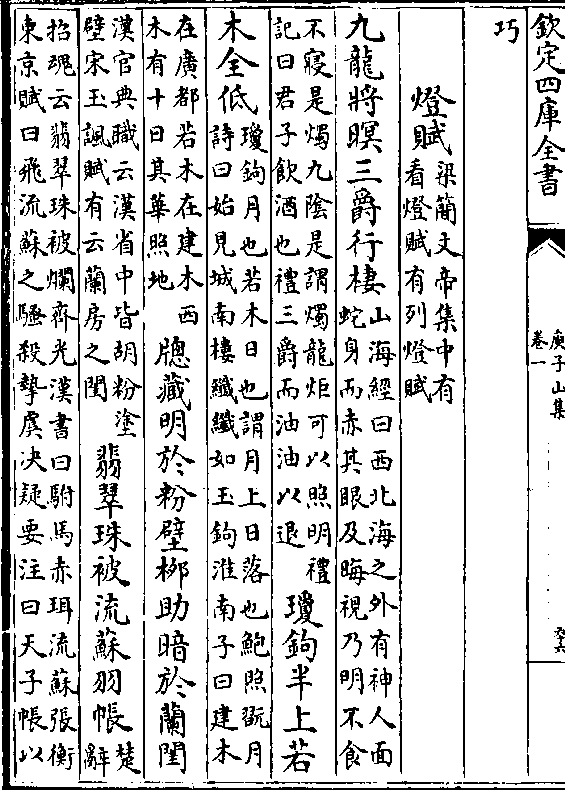 欽定四庫全書
庾子山集
卷一
巧
燈賦梁簡文帝集中有看燈賦有列燈賦
九龍將暝三爵行棲山海經曰西北海之外有神人面蛇身而赤其眼及晦視乃明不食
不寢是燭九陰是謂燭龍炬可以照明禮記曰君子飲酒也禮三爵而油油以退瓊鉤半上若
木全低瓊鉤月也若木日也謂月上日落也鮑照翫月詩曰始見城南樓纖纖如玉鉤淮南子曰建木
在廣都若木在建木西木有十日其華照地牕藏明於粉壁栁助暗於蘭閨
漢官典職云漢省中皆胡粉塗壁宋玉諷賦有云蘭房之閨翡翠珠被流蘇羽帳楚辭
招魂云翡翠珠被爛齊光漢書曰駙馬赤珥流蘇張衡東京賦曰飛流蘇之騷殺摯虞决疑要注曰天子帳以